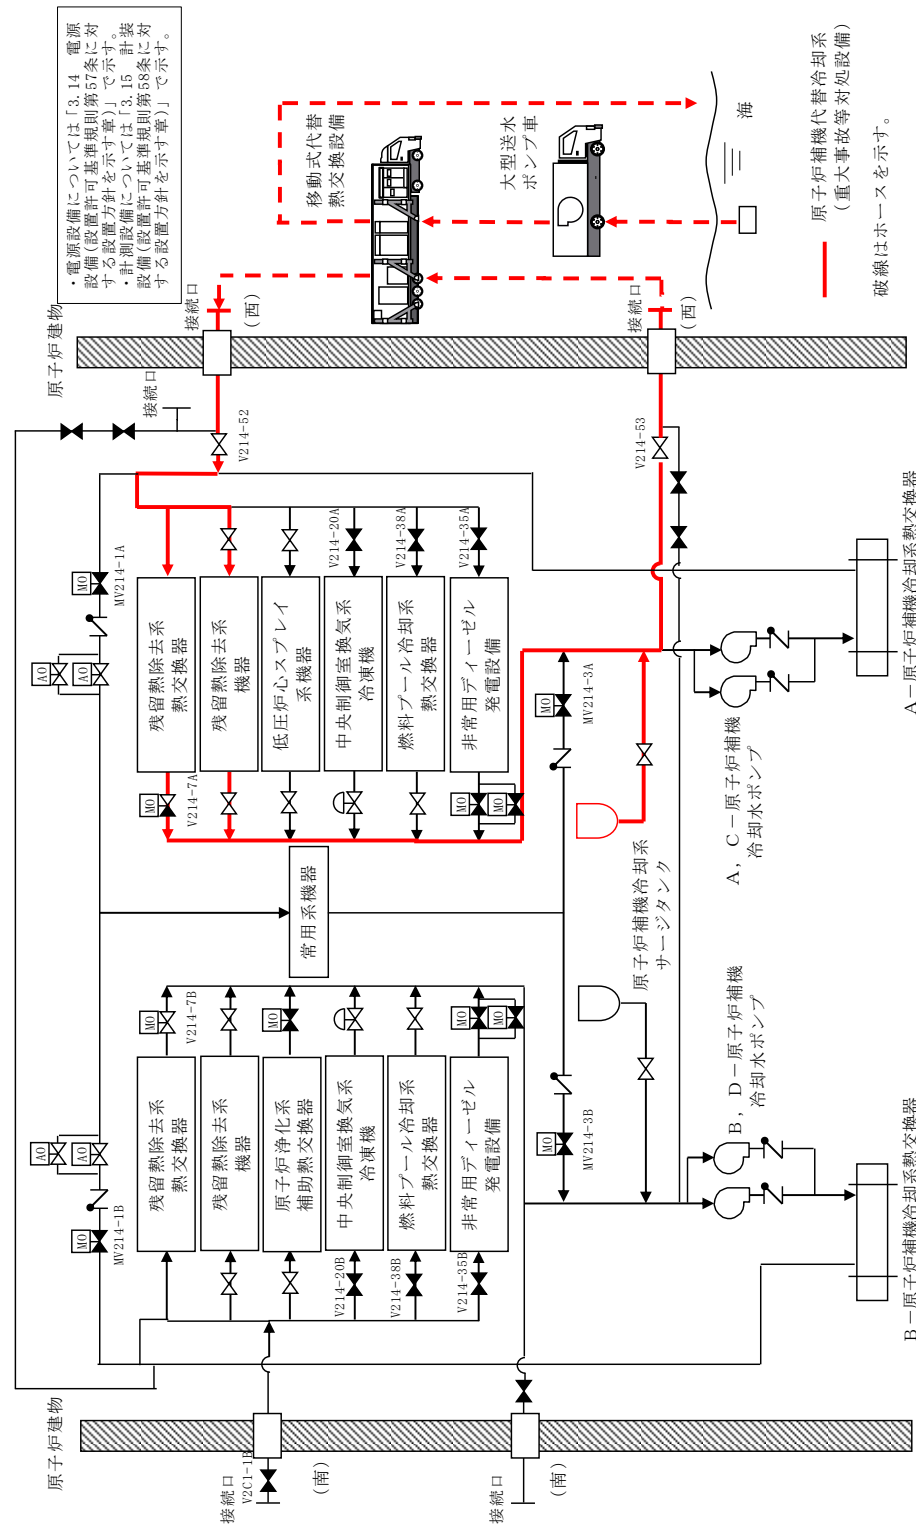 ・電源設備については「3.14　電源
設備(設置許可基準規則第57条に対
する設置方針を示す章)」で示す。
・計測設備については「3.15　計装
設備(設置許可基準規則第58条に対
する設置方針を示す章)」で示す。
原子炉建物
接続口
(西)
移動式代替
熱交換設備
大型送水
ポンプ車
海
原子炉補機代替冷却系
(重大事故等対処設備)
破線はホースを示す。
接続口
(西)
接続口
V214-52
V214-53
MO
MV214-1A
AO
AO
V214-20A
V214-38A
V214-35A
残留熱除去系
熱交換器
残留熱除去系
機器
低圧炉心スプレイ
系機器
中央制御室換気系
冷凍機
燃料プール冷却系
熱交換器
非常用ディーゼル
発電設備
MO
V214-7A
MO
MO
MO
MV214-3A
A－原子炉補機冷却系熱交換器
A，C－原子炉補機
冷却水ポンプ
常用系機器
原子炉補機冷却系
サージタンク
MO
V214-7B
MO
MO
MO
残留熱除去系
熱交換器
残留熱除去系
機器
原子炉浄化系
補助熱交換器
中央制御室換気系
冷凍機
燃料プール冷却系
熱交換器
非常用ディーゼル
発電設備
AO
AO
MO
MV214-1B
V214-20B
V214-38B
V214-35B
MO
MV214-3B
B，D－原子炉補機
冷却水ポンプ
B－原子炉補機冷却系熱交換器
原子炉建物
接続口
V2C1-1B
(南)
接続口
(南)